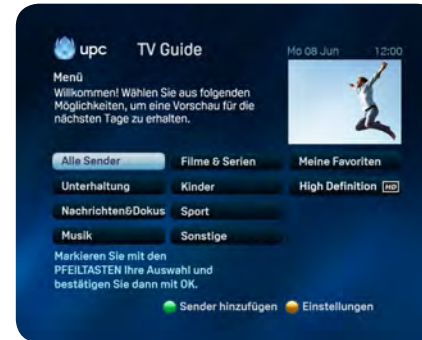 upc TV Guide Mo 08 Jun 12:00
Menü
Willkommen! Wählen Sie aus folgenden
Möglichkeiten, um eine Vorschau für die
nächsten Tage zu erhalten.
Alle Sender Filme & Serien Meine Favoriten
Unterhaltung Kinder High Definition HD
Nachrichten&Dokus Sport
Musik Sonstige
Markieren Sie mit den
PFEILTASTEN Ihre Auswahl und
bestätigen Sie dann mit OK.
Sender hinzufügen Einstellungen